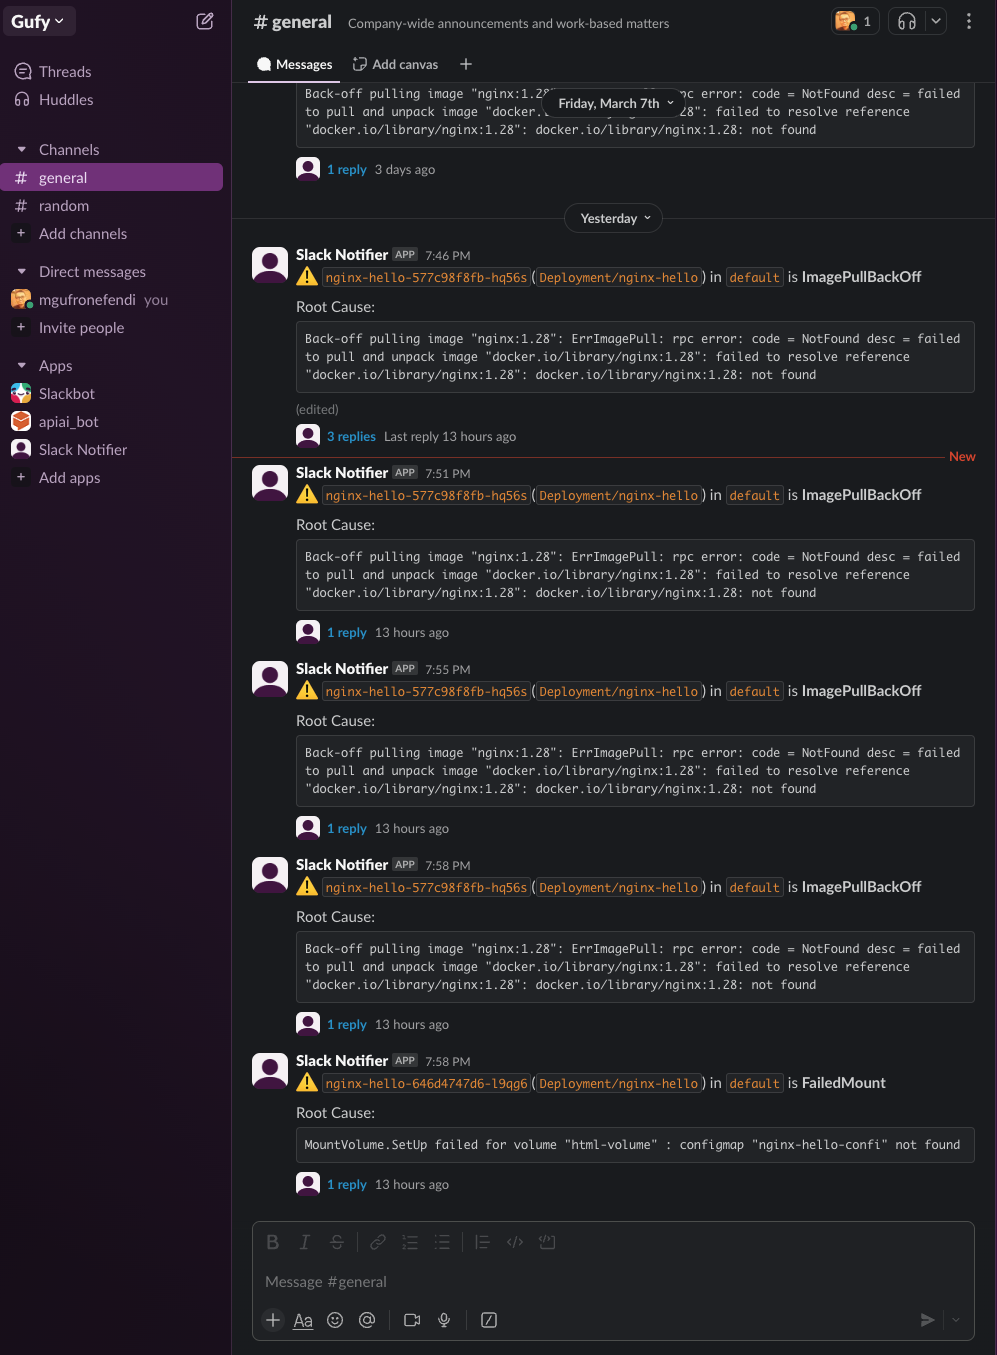 Gufy
Threads
Huddles
Channels
# general
# random
+ Add channels
Direct messages
mgufronefendi you
+ Invite people
Apps
Slackbot
apiai_bot
Slack Notifier
+ Add apps
# general Company-wide announcements and work-based matters
1
Messages
Add canvas
+
Back-off pulling image "nginx:1.28" rpc error: code = NotFound desc = failed
Friday, March 7th
to pull and unpack image "docker. 28": failed to resolve reference
"docker.io/library/nginx:1.28": docker.io/library/nginx:1.28: not found
1 reply 3 days ago
Yesterday
Slack Notifier APP 7:46 PM
⚠️ nginx-hello-577c98f8fb-hq56s(Deployment/nginx-hello) in default is ImagePullBackOff
Root Cause:
Back-off pulling image "nginx:1.28": ErrImagePull: rpc error: code = NotFound desc = failed
to pull and unpack image "docker.io/library/nginx:1.28": failed to resolve reference
"docker.io/library/nginx:1.28": docker.io/library/nginx:1.28: not found
(edited)
3 replies Last reply 13 hours ago
New
Slack Notifier APP 7:51 PM
⚠️ nginx-hello-577c98f8fb-hq56s(Deployment/nginx-hello) in default is ImagePullBackOff
Root Cause:
Back-off pulling image "nginx:1.28": ErrImagePull: rpc error: code = NotFound desc = failed
to pull and unpack image "docker.io/library/nginx:1.28": failed to resolve reference
"docker.io/library/nginx:1.28": docker.io/library/nginx:1.28: not found
1 reply 13 hours ago
Slack Notifier APP 7:55 PM
⚠️ nginx-hello-577c98f8fb-hq56s(Deployment/nginx-hello) in default is ImagePullBackOff
Root Cause:
Back-off pulling image "nginx:1.28": ErrImagePull: rpc error: code = NotFound desc = failed
to pull and unpack image "docker.io/library/nginx:1.28": failed to resolve reference
"docker.io/library/nginx:1.28": docker.io/library/nginx:1.28: not found
1 reply 13 hours ago
Slack Notifier APP 7:58 PM
⚠️ nginx-hello-577c98f8fb-hq56s(Deployment/nginx-hello) in default is ImagePullBackOff
Root Cause:
Back-off pulling image "nginx:1.28": ErrImagePull: rpc error: code = NotFound desc = failed
to pull and unpack image "docker.io/library/nginx:1.28": failed to resolve reference
"docker.io/library/nginx:1.28": docker.io/library/nginx:1.28: not found
1 reply 13 hours ago
Slack Notifier APP 7:58 PM
⚠️ nginx-hello-646d4747d6-l9qg6(Deployment/nginx-hello) in default is FailedMount
Root Cause:
MountVolume.SetUp failed for volume "html-volume" : configmap "nginx-hello-confi" not found
1 reply 13 hours ago
B I S
Message #general
+ Aa